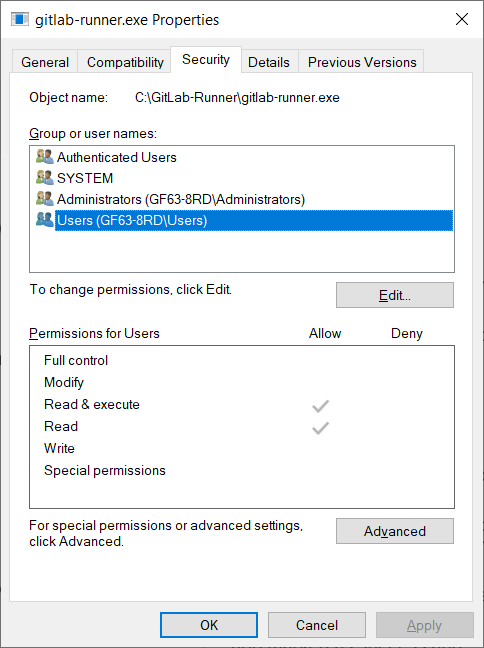 gitlab-runner.exe Properties
General Compatibility Security Details Previous Versions
Object name: C:\GitLab-Runner\gitlab-runner.exe
Group or user names:
Authenticated Users
SYSTEM
Administrators (GF63-8RD\Administrators)
Users (GF63-8RD\Users)
To change permissions, click Edit.
Edit...
Permissions for Users Allow Deny
Full control
Modify
Read & execute
Read
Write
Special permissions
For special permissions or advanced settings,
click Advanced.
Advanced
OK Cancel Apply